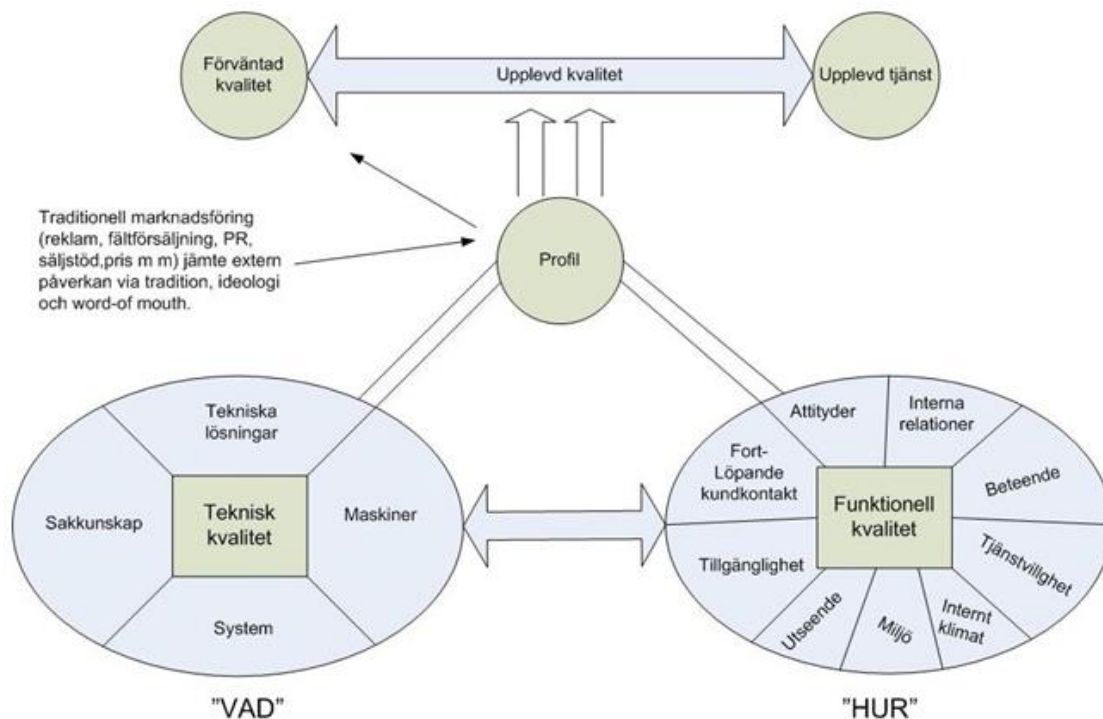 Förväntad
kvalitet
Upplevd kvalitet
Upplevd tjänst
Traditionell marknadsföring
(reklam, fältförsäljning, PR,
säljstöd,pris m m) jämte extern
påverkan via tradition, ideologi
och word-of mouth.
Profil
Tekniska
lösningar
Sakkunskap
Teknisk
kvalitet
Maskiner
System
Attityder
Interna
relationer
Fort-
Löpande
kundkontakt
Funktionell
kvalitet
Beteende
Tillgänglighet
Tjänstvillghet
Utseende
Miljö
Internt
klimat
"VAD"
"HUR"